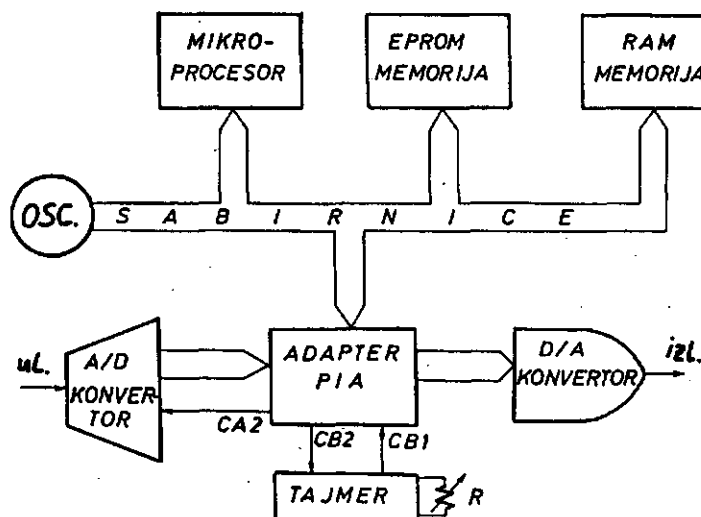 MIKRO-
PROCESOR
EPROM
MEMORIJA
RAM
MEMORIJA
OSC.
S A B I R N I C E
ul.
A/D
KONVER-
TOR
ADAPTER
PIA
D/A
KONVERTOR
izl.
CA2
CB2
CB1
TAJMER
R